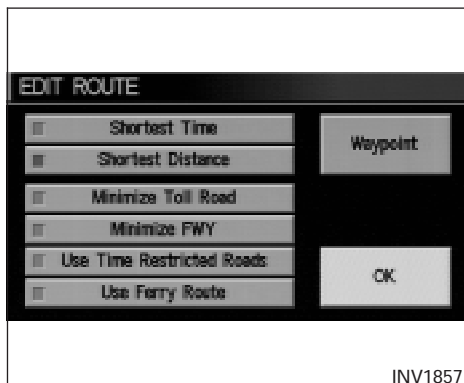 EDIT ROUTE
Shortest Time
Shortest Distance
Minimize Toll Road
Minimize FWY
Use Time Restricted Roads
Use Ferry Route
Waypoint
OK
INV1857